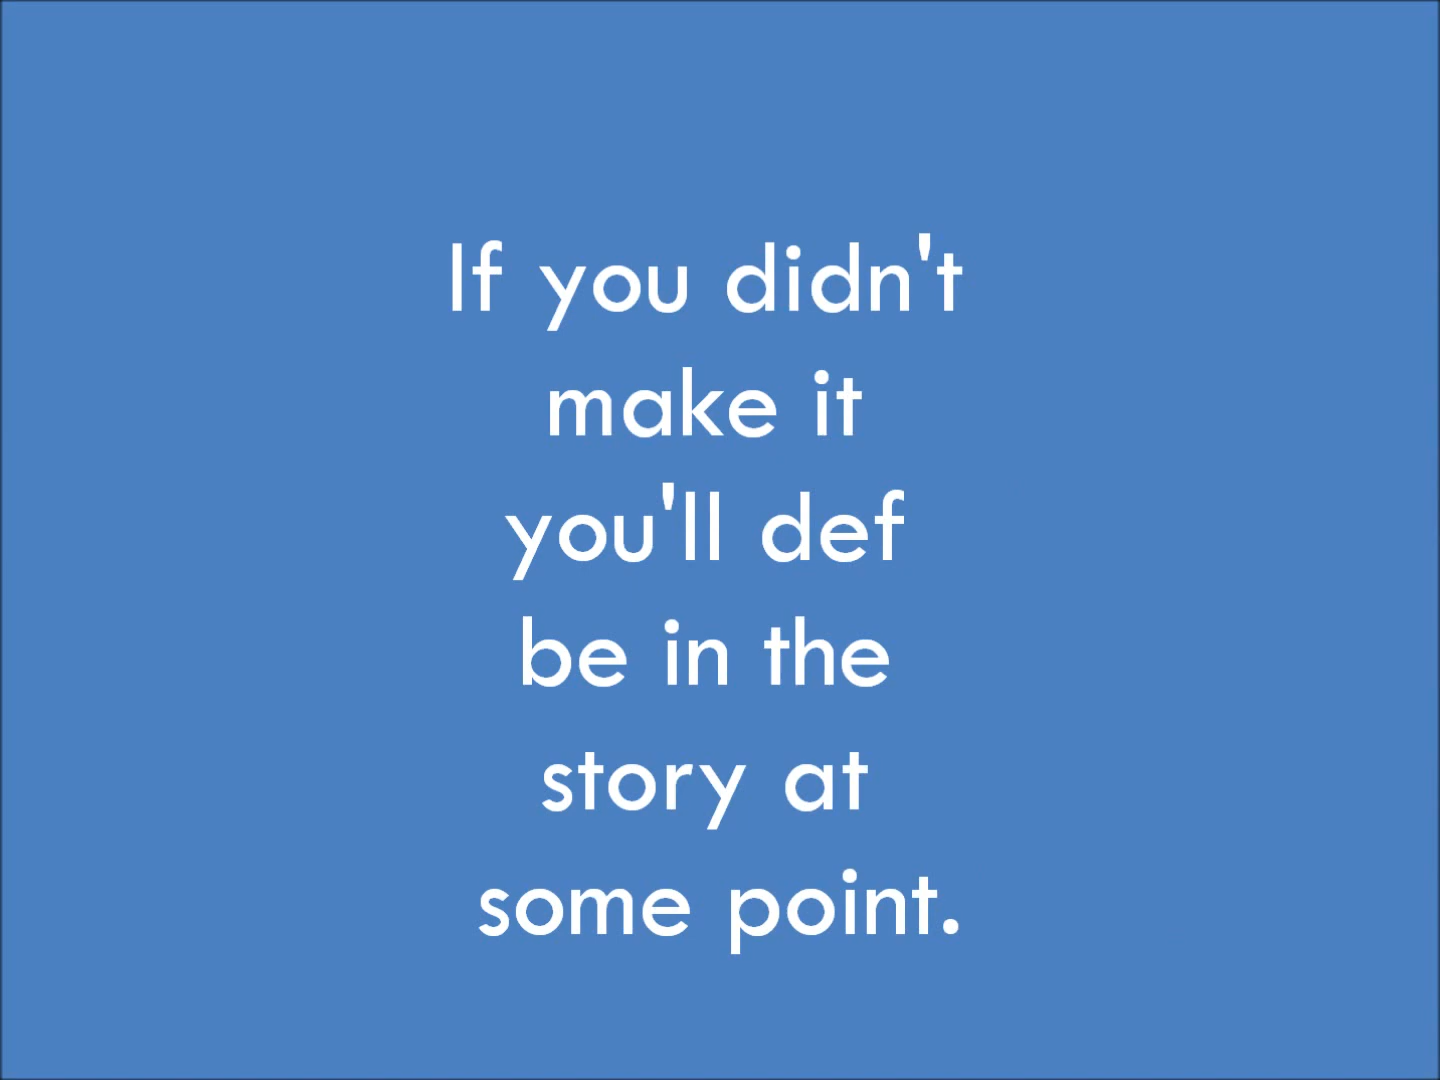 If you didn't
make it
you'll def
be in the
story at
some point.